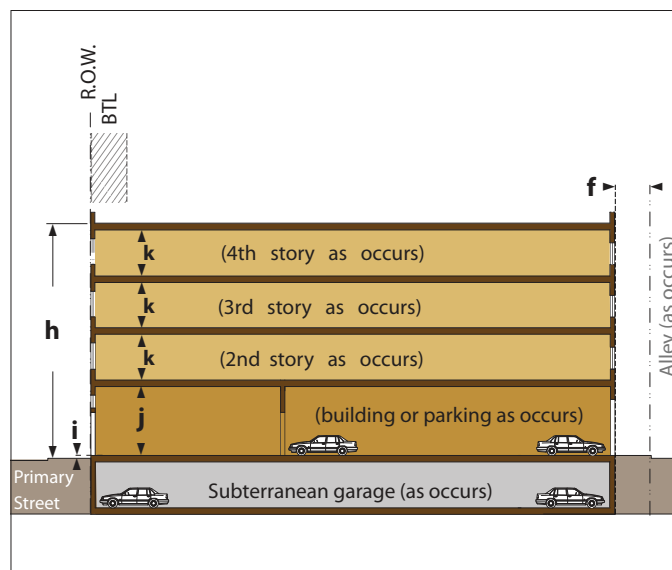 R.O.W.
BTL
f
k
(4th story as occurs)
h
k
(3rd story as occurs)
k
(2nd story as occurs)
Alley (as occurs)
j
(building or parking as occurs)
i
Primary
Street
Subterranean garage (as occurs)